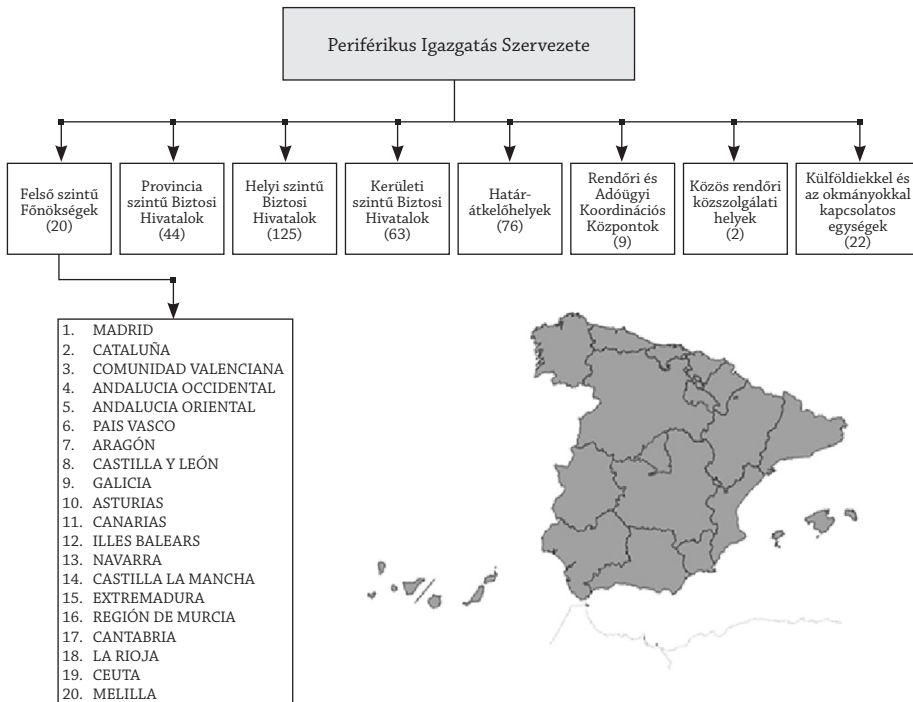 Periférikus Igazgatás Szervezete
Felső szintű
Főnökségek
(20)
Provincia
szintű Biztosi
Hivatalok
(44)
Helyi szintű
Biztosi
Hivatalok
(125)
Kerületi
szintű Biztosi
Hivatalok
(63)
Határ-
átkelőhelyek
(76)
Rendőri és
Adóügyi
Koordinációs
Központok
(9)
Közös rendőri
közszolgálati
helyek
(2)
Külföldiekkel és
az okmányokkal
kapcsolatos
egységek
(22)
1. MADRID
2. CATALUÑA
3. COMUNIDAD VALENCIANA
4. ANDALUCIA OCCIDENTAL
5. ANDALUCIA ORIENTAL
6. PAIS VASCO
7. ARAGÓN
8. CASTILLA Y LEÓN
9. GALICIA
10. ASTURIAS
11. CANARIAS
12. ILLES BALEARS
13. NAVARRA
14. CASTILLA LA MANCHA
15. EXTREMADURA
16. REGIÓN DE MURCIA
17. CANTABRIA
18. LA RIOJA
19. CEUTA
20. MELILLA